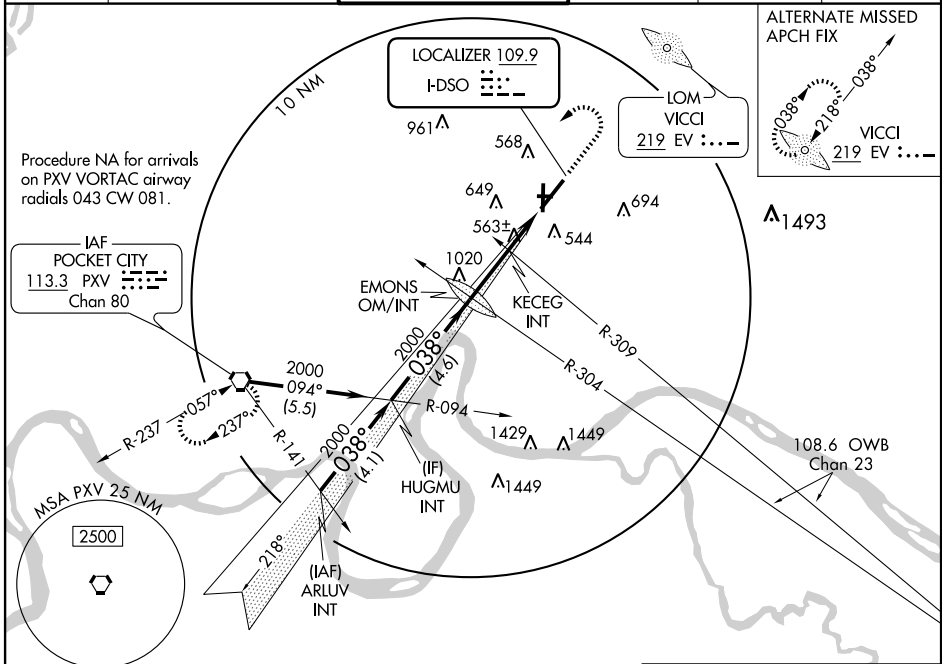 ALTERNATE MISSED
APCH FIX
038°
218°
038°
VICCI
219 EV
LOCALIZER 109.9
I-DSO
LOM
VICCI
219 EV
10 NM
961
568
649
694
563±
544
1493
1020
Procedure NA for arrivals
on PXV VORTAC airway
radials 043 CW 081.
IAF
POCKET CITY
113.3 PXV
Chan 80
EMONS
OM/INT
KECEG
INT
R-309
R-304
2000
038°
(4.6)
2000
094°
(5.5)
R-094
R-237
057°
237°
R-141
2000
038°
(4.1)
(IF)
HUGMU
INT
1429
1449
1449
108.6 OWB
Chan 23
MSA PXV 25 NM
2500
218°
(IAF)
ARLUV
INT